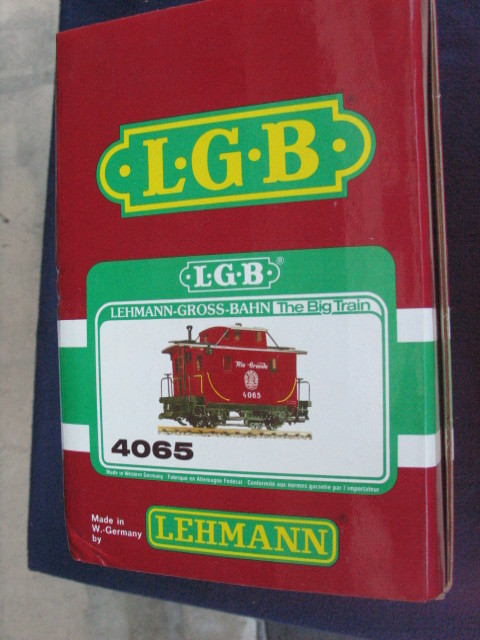 L·G·B
L·G·B®
LEHMANN-GROSS-BAHN The Big Train
Rio Grande
4065
4065
Made in Western Germany · Fabriqué en Allemagne Fédéral · Conformité aux normes garantie par l'importateur
Made in
W.-Germany
by
LEHMANN